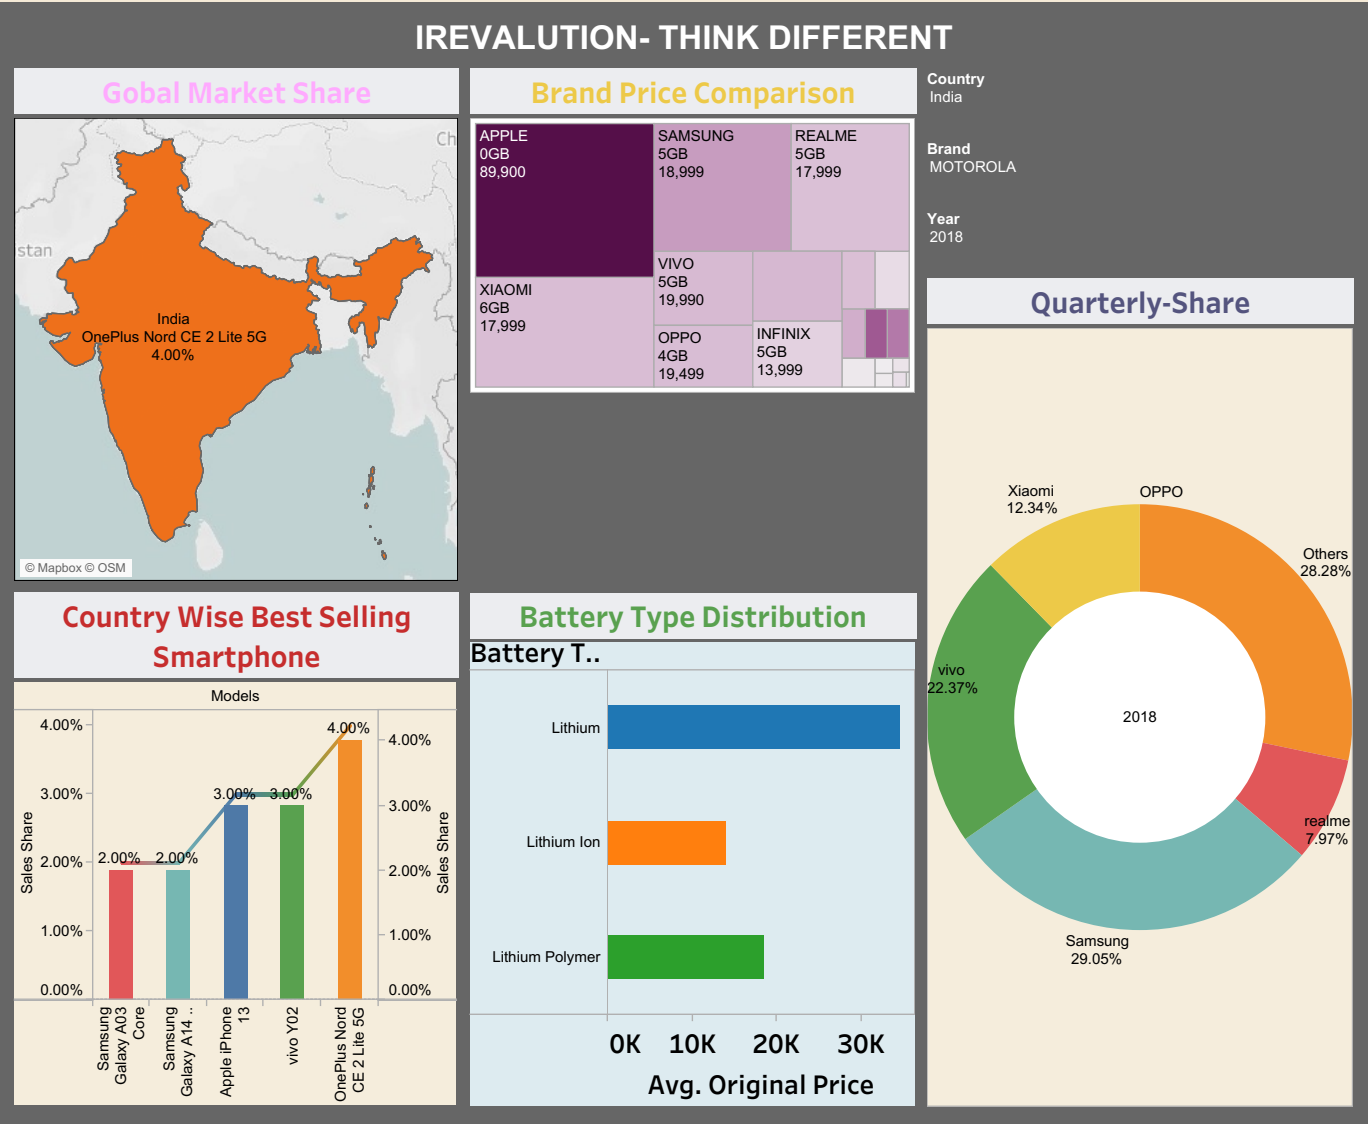 IREVALUTION- THINK DIFFERENT
Gobal Market Share
Ch
stan
India
OnePlus Nord CE 2 Lite 5G
4.00%
© Mapbox © OSM
Brand Price Comparison
APPLE
0GB
89,900
SAMSUNG
5GB
18,999
REALME
5GB
17,999
XIAOMI
6GB
17,999
VIVO
5GB
19,990
OPPO
4GB
19,499
INFINIX
5GB
13,999
Country
India
Brand
MOTOROLA
Year
2018
Quarterly-Share
Xiaomi
12.34%
OPPO
Others
28.28%
vivo
22.37%
2018
realme
7.97%
Samsung
29.05%
Country Wise Best Selling
Smartphone
Models
4.00%
3.00%
2.00%
1.00%
0.00%
Sales Share
2.00%
2.00%
3.00%
3.00%
4.00%
4.00%
3.00%
2.00%
1.00%
0.00%
Sales Share
Samsung
Galaxy A03
Core
Samsung
Galaxy A14 ..
Apple iPhone
13
vivo Y02
OnePlus Nord
CE 2 Lite 5G
Battery Type Distribution
Battery T..
Lithium
Lithium Ion
Lithium Polymer
0K 10K 20K 30K
Avg. Original Price